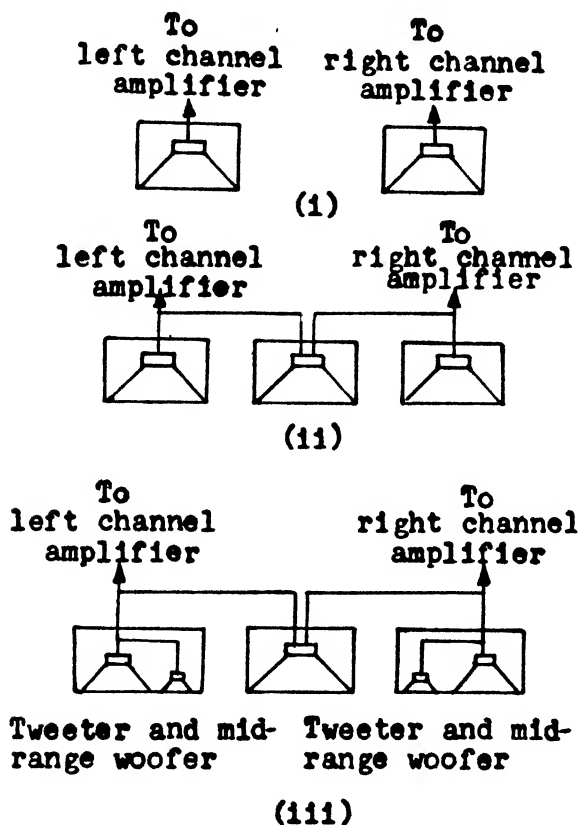 To
left channel
amplifier
To
right channel
amplifier
(i)
To
left channel
amplifier
To
right channel
amplifier
(ii)
To
left channel
amplifier
To
right channel
amplifier
Tweeter and mid-
range woofer
Tweeter and mid-
range woofer
(iii)